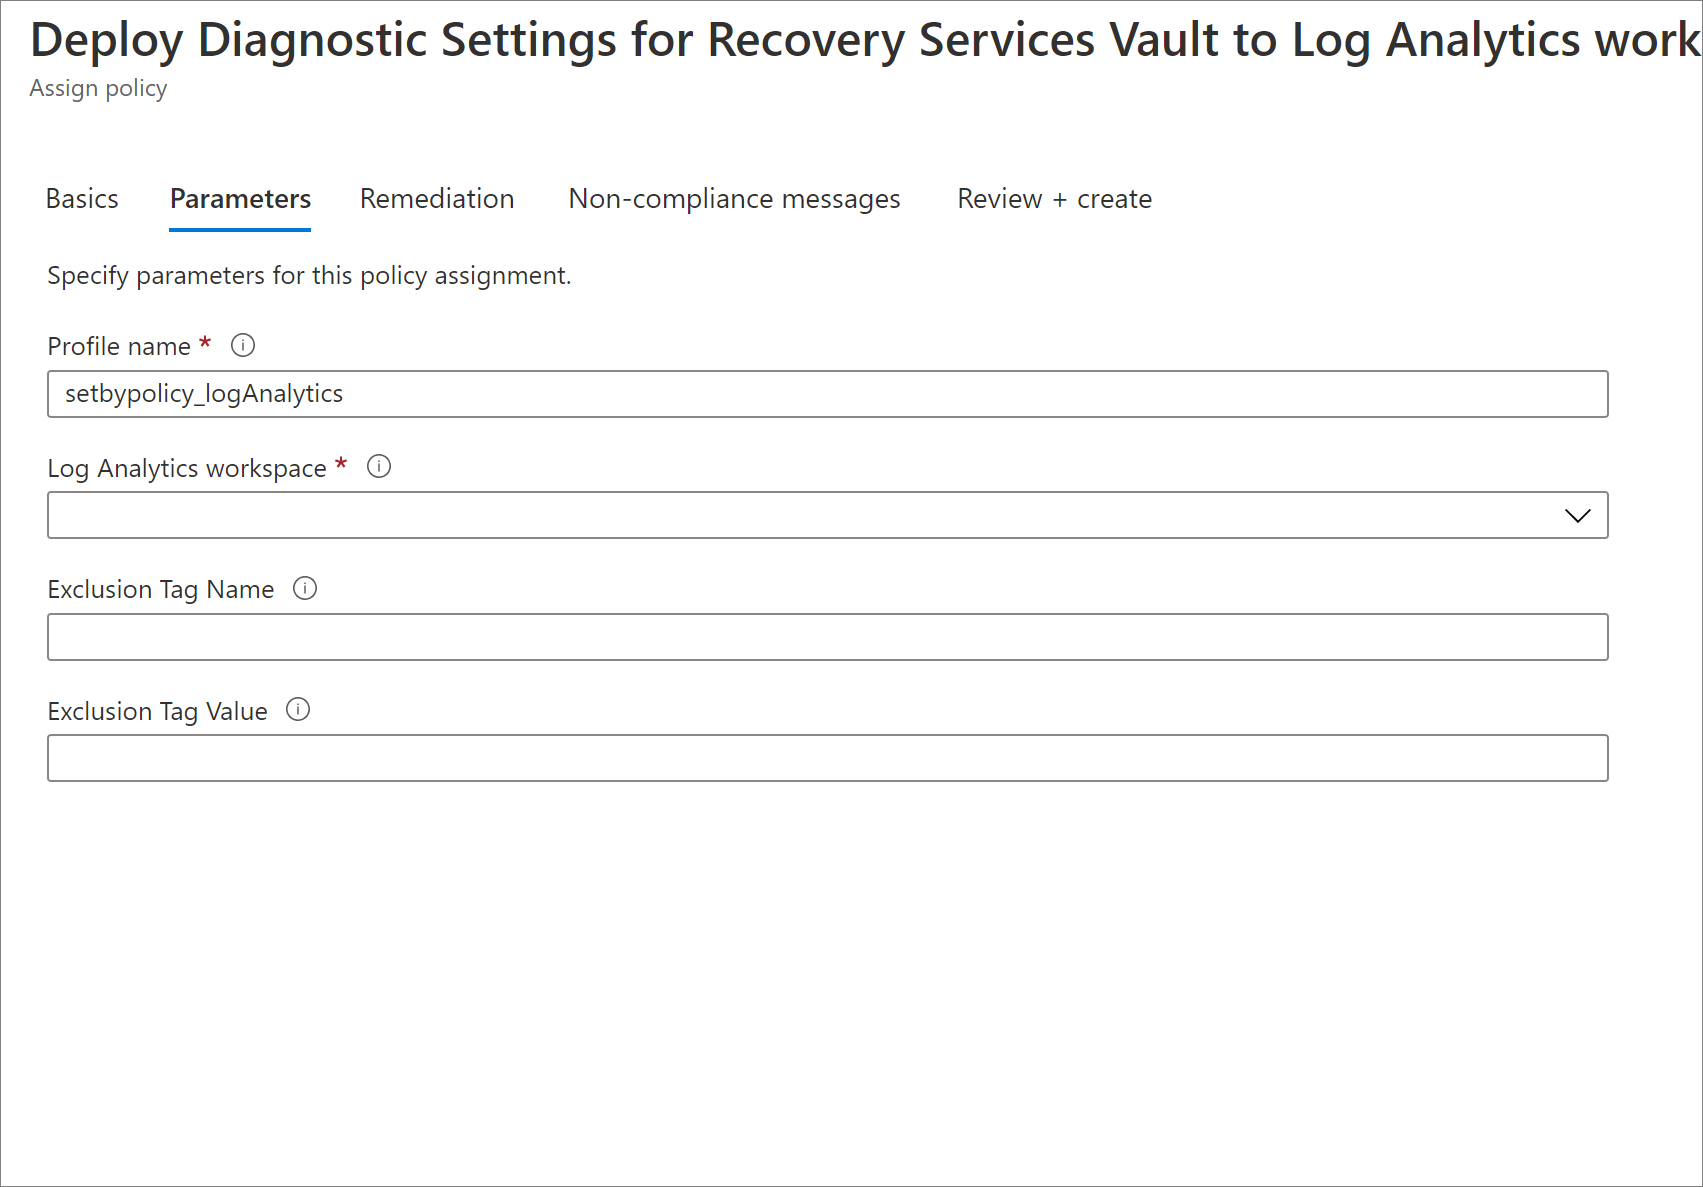 Deploy Diagnostic Settings for Recovery Services Vault to Log Analytics work
Assign policy
Basics Parameters Remediation Non-compliance messages Review + create
Specify parameters for this policy assignment.
Profile name *
setbypolicy_logAnalytics
Log Analytics workspace *
Exclusion Tag Name
Exclusion Tag Value